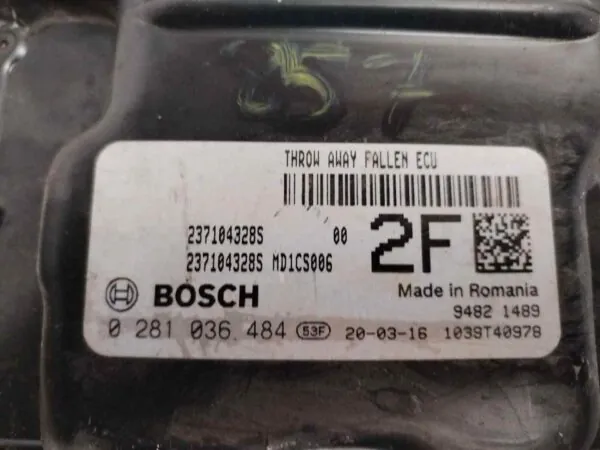 57
THROW AWAY FALLEN ECU
237104328S 00
237104328S MD1CS006
2F
BOSCH
Made in Romania
9482 1489
0 281 036 484 53F 20-03-16 1039T40978